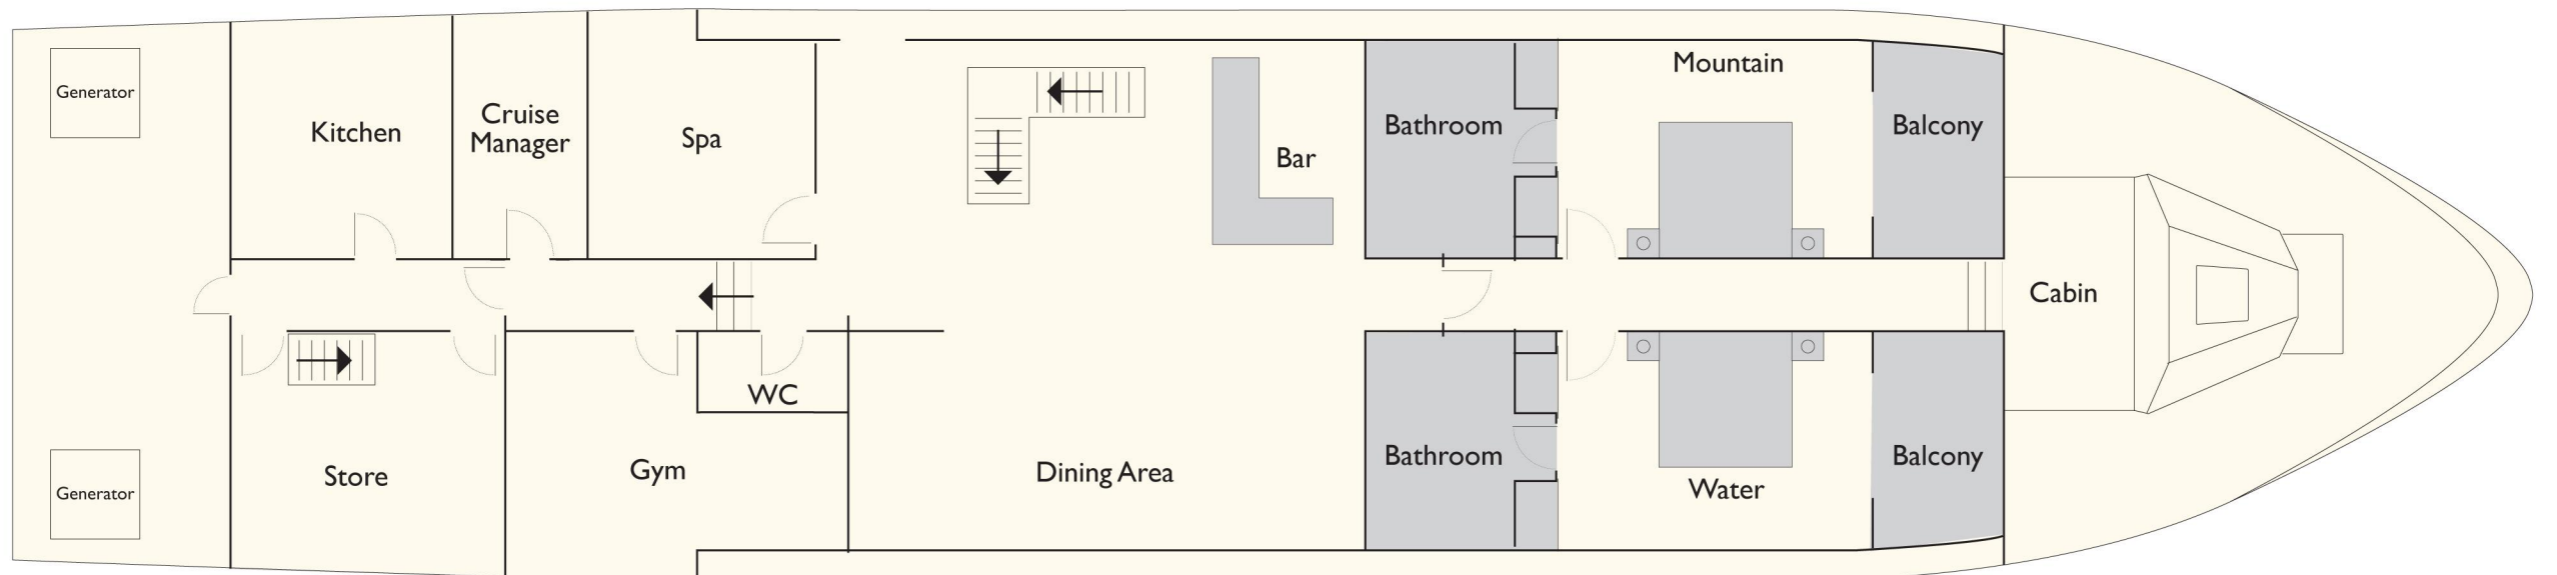 Generator
Kitchen
Cruise
Manager
Spa
Bar
Bathroom
Mountain
Balcony
Cabin
Generator
Store
Gym
WC
Dining Area
Bathroom
Water
Balcony